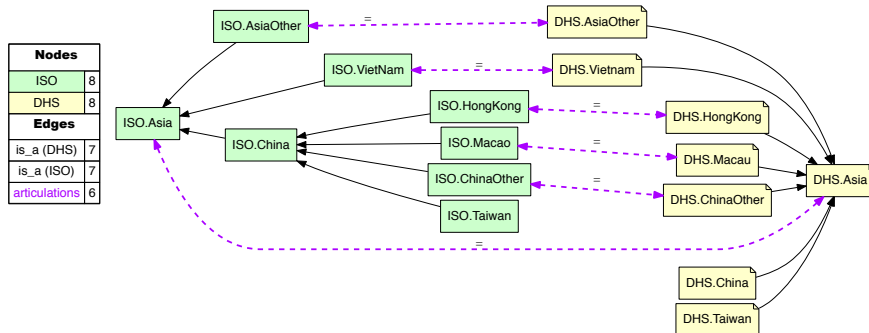 Nodes
ISO 8
DHS 8
Edges
is_a (DHS) 7
is_a (ISO) 7
articulations 6
ISO.AsiaOther
=
DHS.AsiaOther
ISO.VietNam
=
DHS.Vietnam
ISO.HongKong
=
DHS.HongKong
ISO.Asia
ISO.China
ISO.Macao
=
DHS.Macau
ISO.ChinaOther
=
DHS.ChinaOther
DHS.Asia
ISO.Taiwan
=
DHS.China
DHS.Taiwan